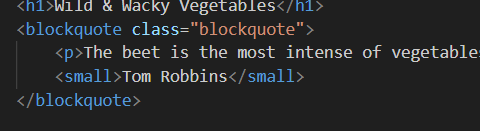 <h1>Wild & Wacky Vegetables</h1>
<blockquote class="blockquote">
<p>The beet is the most intense of vegetables
<small>Tom Robbins</small>
</blockquote>